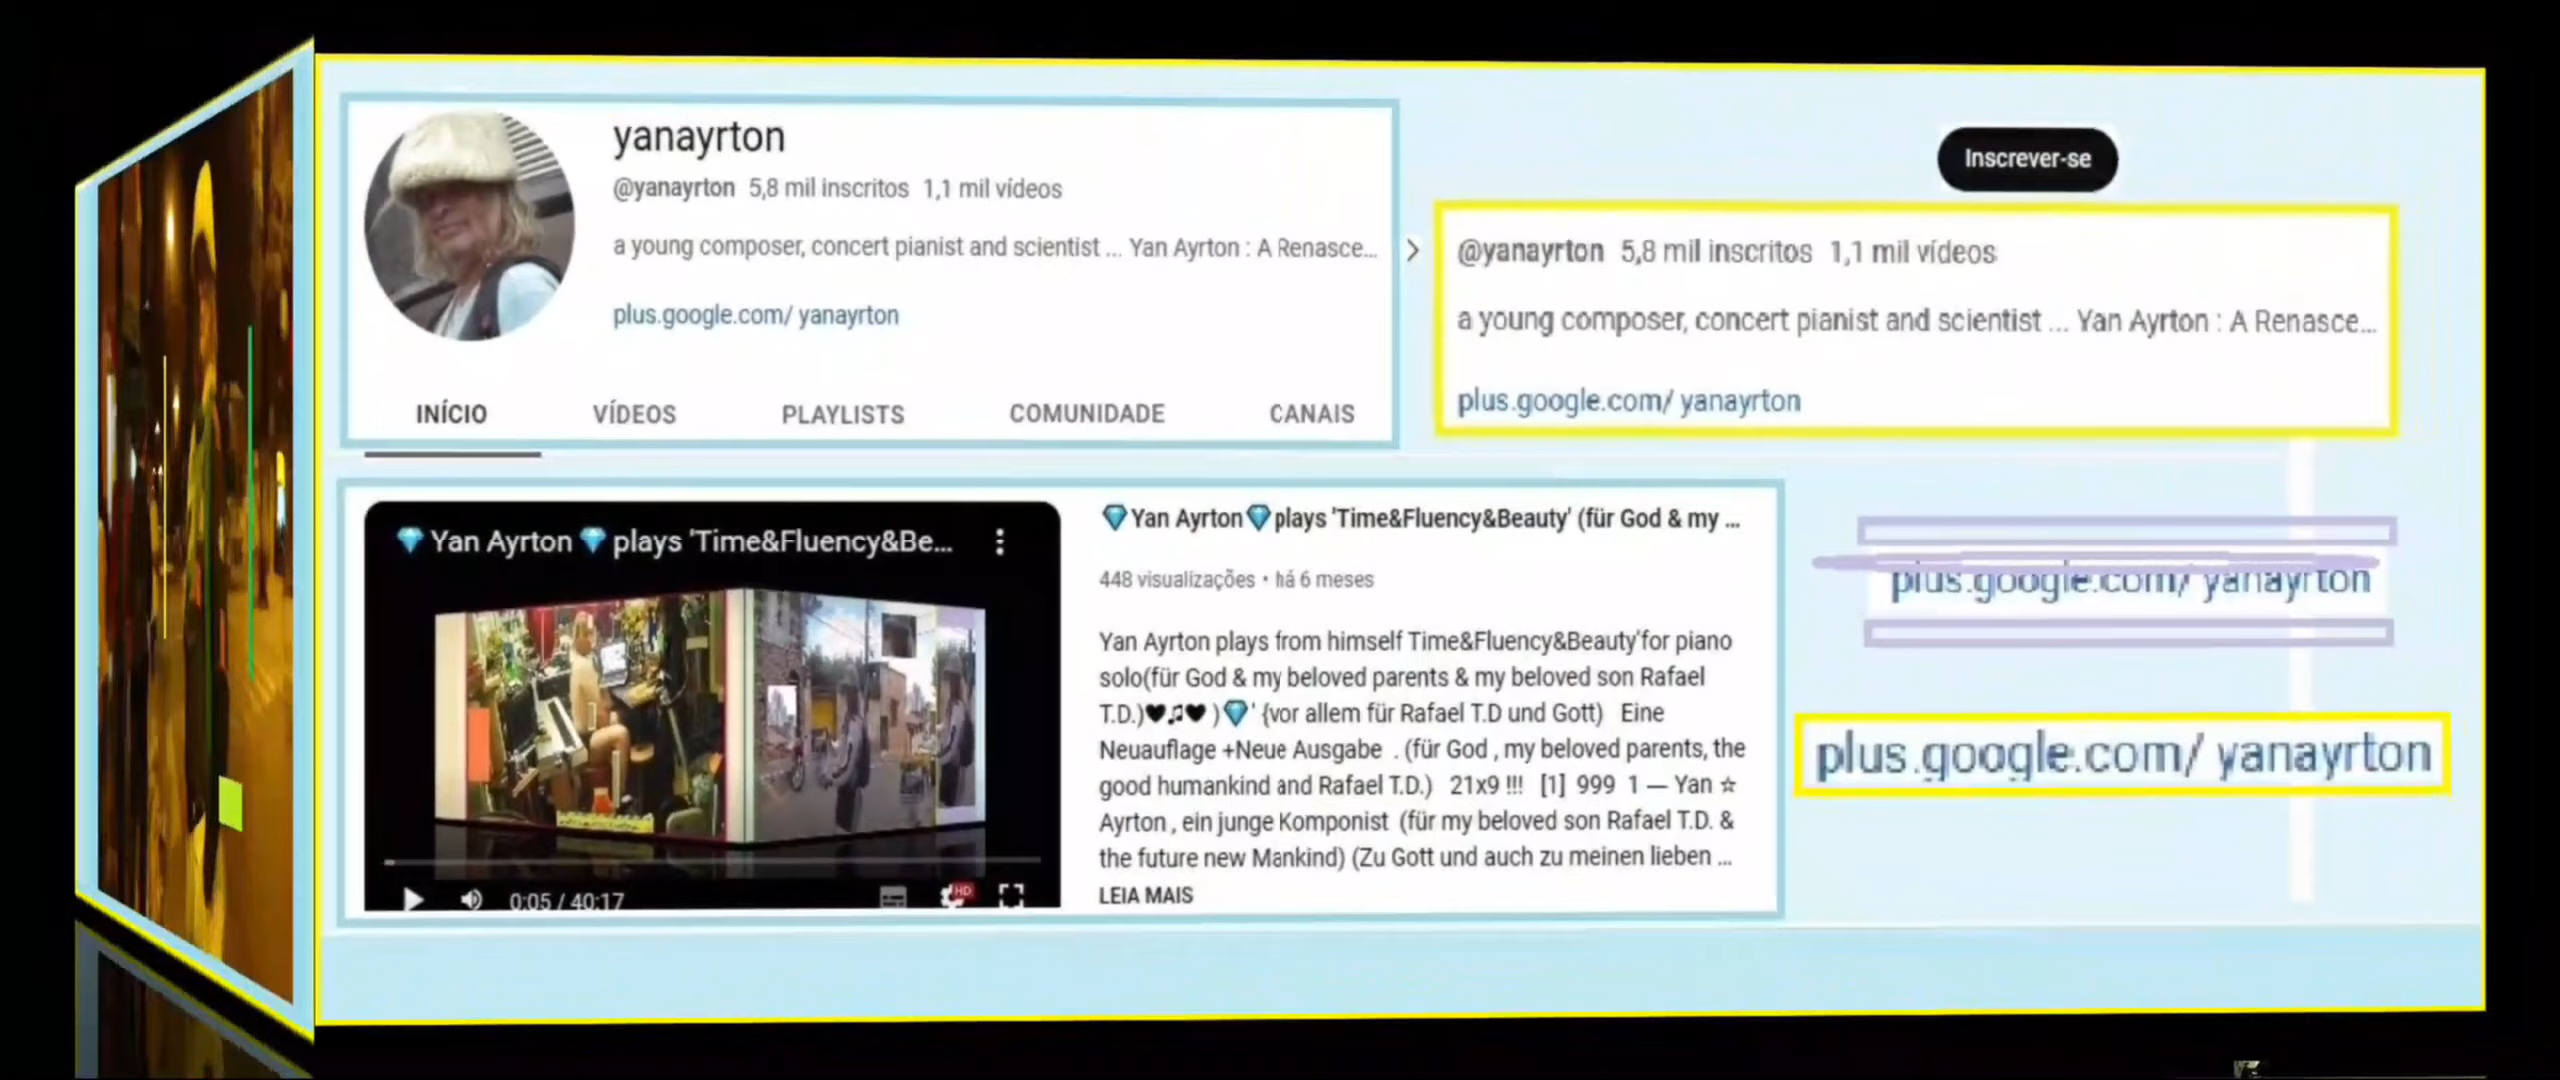 yanayrton
@yanayrton 5,8 mil inscritos 1,1 mil vídeos
a young composer, concert pianist and scientist ... Yan Ayrton : A Renasce...
plus.google.com/ yanayrton
INÍCIO VÍDEOS PLAYLISTS COMUNIDADE CANAIS
Inscrever-se
@yanayrton 5,8 mil inscritos 1,1 mil vídeos
a young composer, concert pianist and scientist ... Yan Ayrton : A Renasce...
plus.google.com/ yanayrton
💎 Yan Ayrton 💎 plays 'Time&Fluency&Be...
HD
0:05 / 40:17
💎Yan Ayrton💎plays 'Time&Fluency&Beauty' (für God & my ...
448 visualizações • há 6 meses
Yan Ayrton plays from himself Time&Fluency&Beauty'for piano
solo(für God & my beloved parents & my beloved son Rafael
T.D.)♥♫♥ )💎' {vor allem für Rafael T.D und Gott) Eine
Neuauflage +Neue Ausgabe . (für God , my beloved parents, the
good humankind and Rafael T.D.) 21x9 !!! [1] 999 1 — Yan ☆
Ayrton , ein junge Komponist (für my beloved son Rafael T.D. &
the future new Mankind) (Zu Gott und auch zu meinen lieben ...
LEIA MAIS
plus.google.com/ yanayrton
plus.google.com/ yanayrton